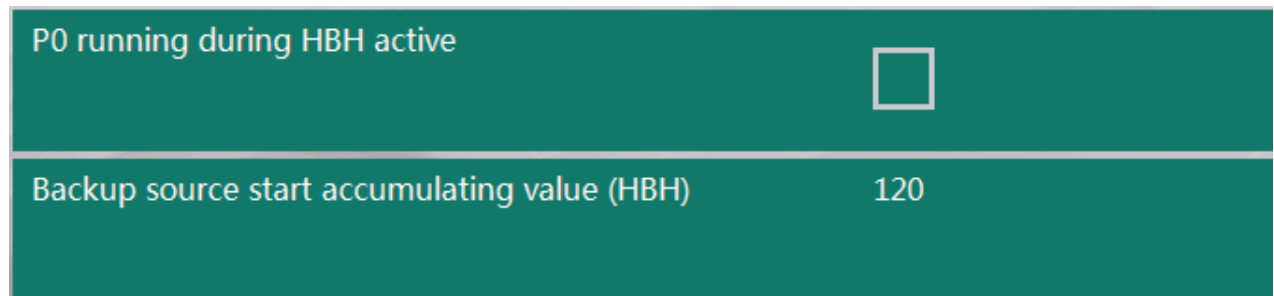 P0 running during HBH active
Backup source start accumulating value (HBH) 120